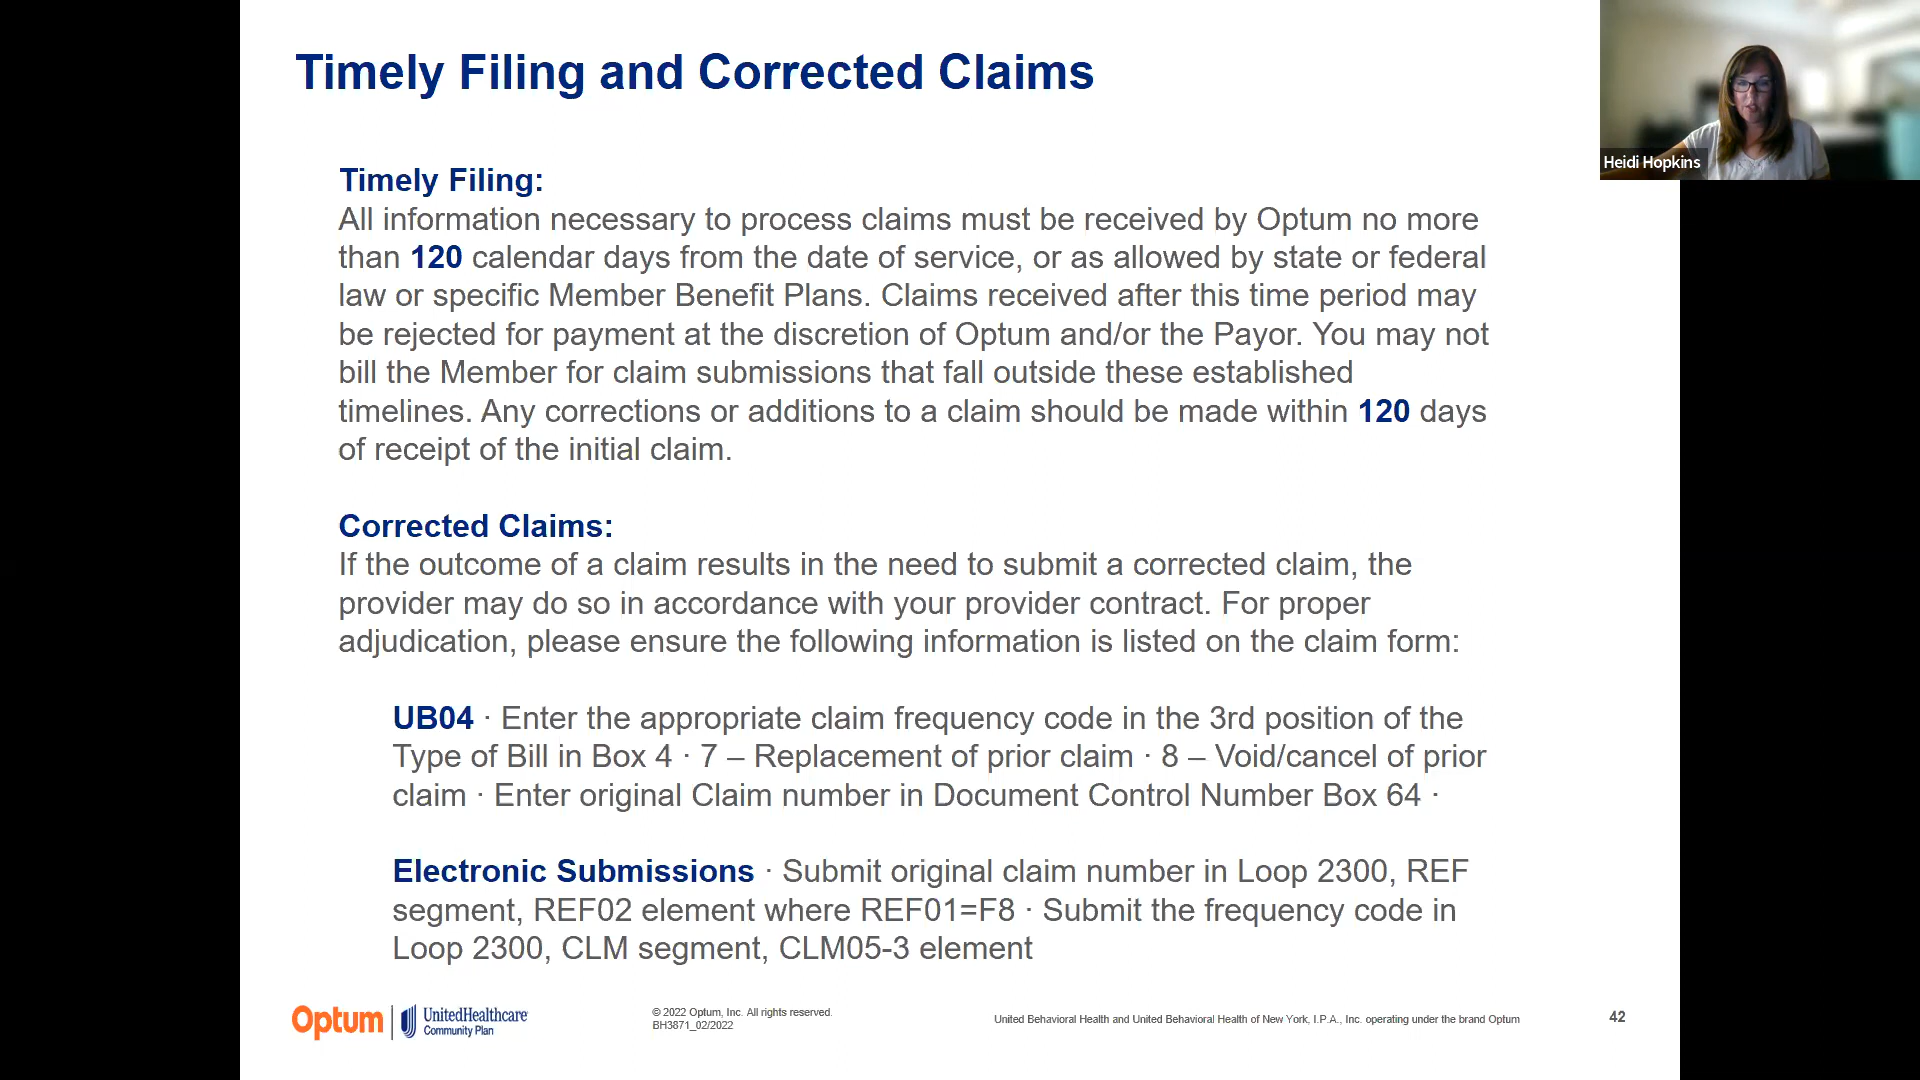 Timely Filing and Corrected Claims
Heidi Hopkins
Timely Filing:
All information necessary to process claims must be received by Optum no more
than 120 calendar days from the date of service, or as allowed by state or federal
law or specific Member Benefit Plans. Claims received after this time period may
be rejected for payment at the discretion of Optum and/or the Payor. You may not
bill the Member for claim submissions that fall outside these established
timelines. Any corrections or additions to a claim should be made within 120 days
of receipt of the initial claim.
Corrected Claims:
If the outcome of a claim results in the need to submit a corrected claim, the
provider may do so in accordance with your provider contract. For proper
adjudication, please ensure the following information is listed on the claim form:
UB04 · Enter the appropriate claim frequency code in the 3rd position of the
Type of Bill in Box 4 · 7 – Replacement of prior claim · 8 – Void/cancel of prior
claim · Enter original Claim number in Document Control Number Box 64 ·
Electronic Submissions · Submit original claim number in Loop 2300, REF
segment, REF02 element where REF01=F8 · Submit the frequency code in
Loop 2300, CLM segment, CLM05-3 element
Optum
UnitedHealthcare
Community Plan
© 2022 Optum, Inc. All rights reserved.
BH3871_02/2022
United Behavioral Health and United Behavioral Health of New York, I.P.A., Inc. operating under the brand Optum
42